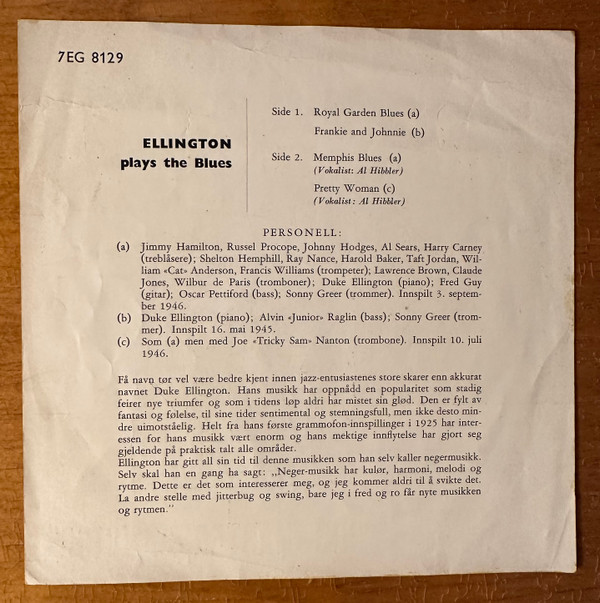 7EG 8129
ELLINGTON
plays the Blues
Side 1. Royal Garden Blues (a)
Frankie and Johnnie (b)
Side 2. Memphis Blues (a)
(Vokalist: Al Hibbler)
Pretty Woman (c)
(Vokalist: Al Hibbler)
PERSONELL:
(a) Jimmy Hamilton, Russel Procope, Johnny Hodges, Al Sears, Harry Carney
(treblåsere); Shelton Hemphill, Ray Nance, Harold Baker, Taft Jordan, Wil-
liam «Cat» Anderson, Francis Williams (trompeter); Lawrence Brown, Claude
Jones, Wilbur de Paris (tromboner); Duke Ellington (piano); Fred Guy
(gitar); Oscar Pettiford (bass); Sonny Greer (trommer). Innspilt 3. septem-
ber 1946.
(b) Duke Ellington (piano); Alvin «Junior» Raglin (bass); Sonny Greer (trom-
mer). Innspilt 16. mai 1945.
(c) Som (a) men med Joe «Tricky Sam» Nanton (trombone). Innspilt 10. juli
1946.
Få navn tør vel være bedre kjent innen jazz-entusiastenes store skarer enn akkurat
navnet Duke Ellington. Hans musikk har oppnådd en popularitet som stadig
feirer nye triumfer og som i tidens løp aldri har mistet sin glød. Den er fylt av
fantasi og følelse, til sine tider sentimental og stemningsfull, men ikke desto min-
dre uimotståelig. Helt fra hans første grammofon-innspillinger i 1925 har inter-
essen for hans musikk vært enorm og hans mektige innflytelse har gjort seg
gjeldende på praktisk talt alle områder.
Ellington har gitt all sin tid til denne musikken som han selv kaller negermusikk.
Selv skal han en gang ha sagt: „Neger-musikk har kulør, harmoni, melodi og
rytme. Dette er det som interesserer meg, og jeg kommer aldri til å svikte det.
La andre stelle med jitterbug og swing, bare jeg i fred og ro får nyte musikken
og rytmen.”